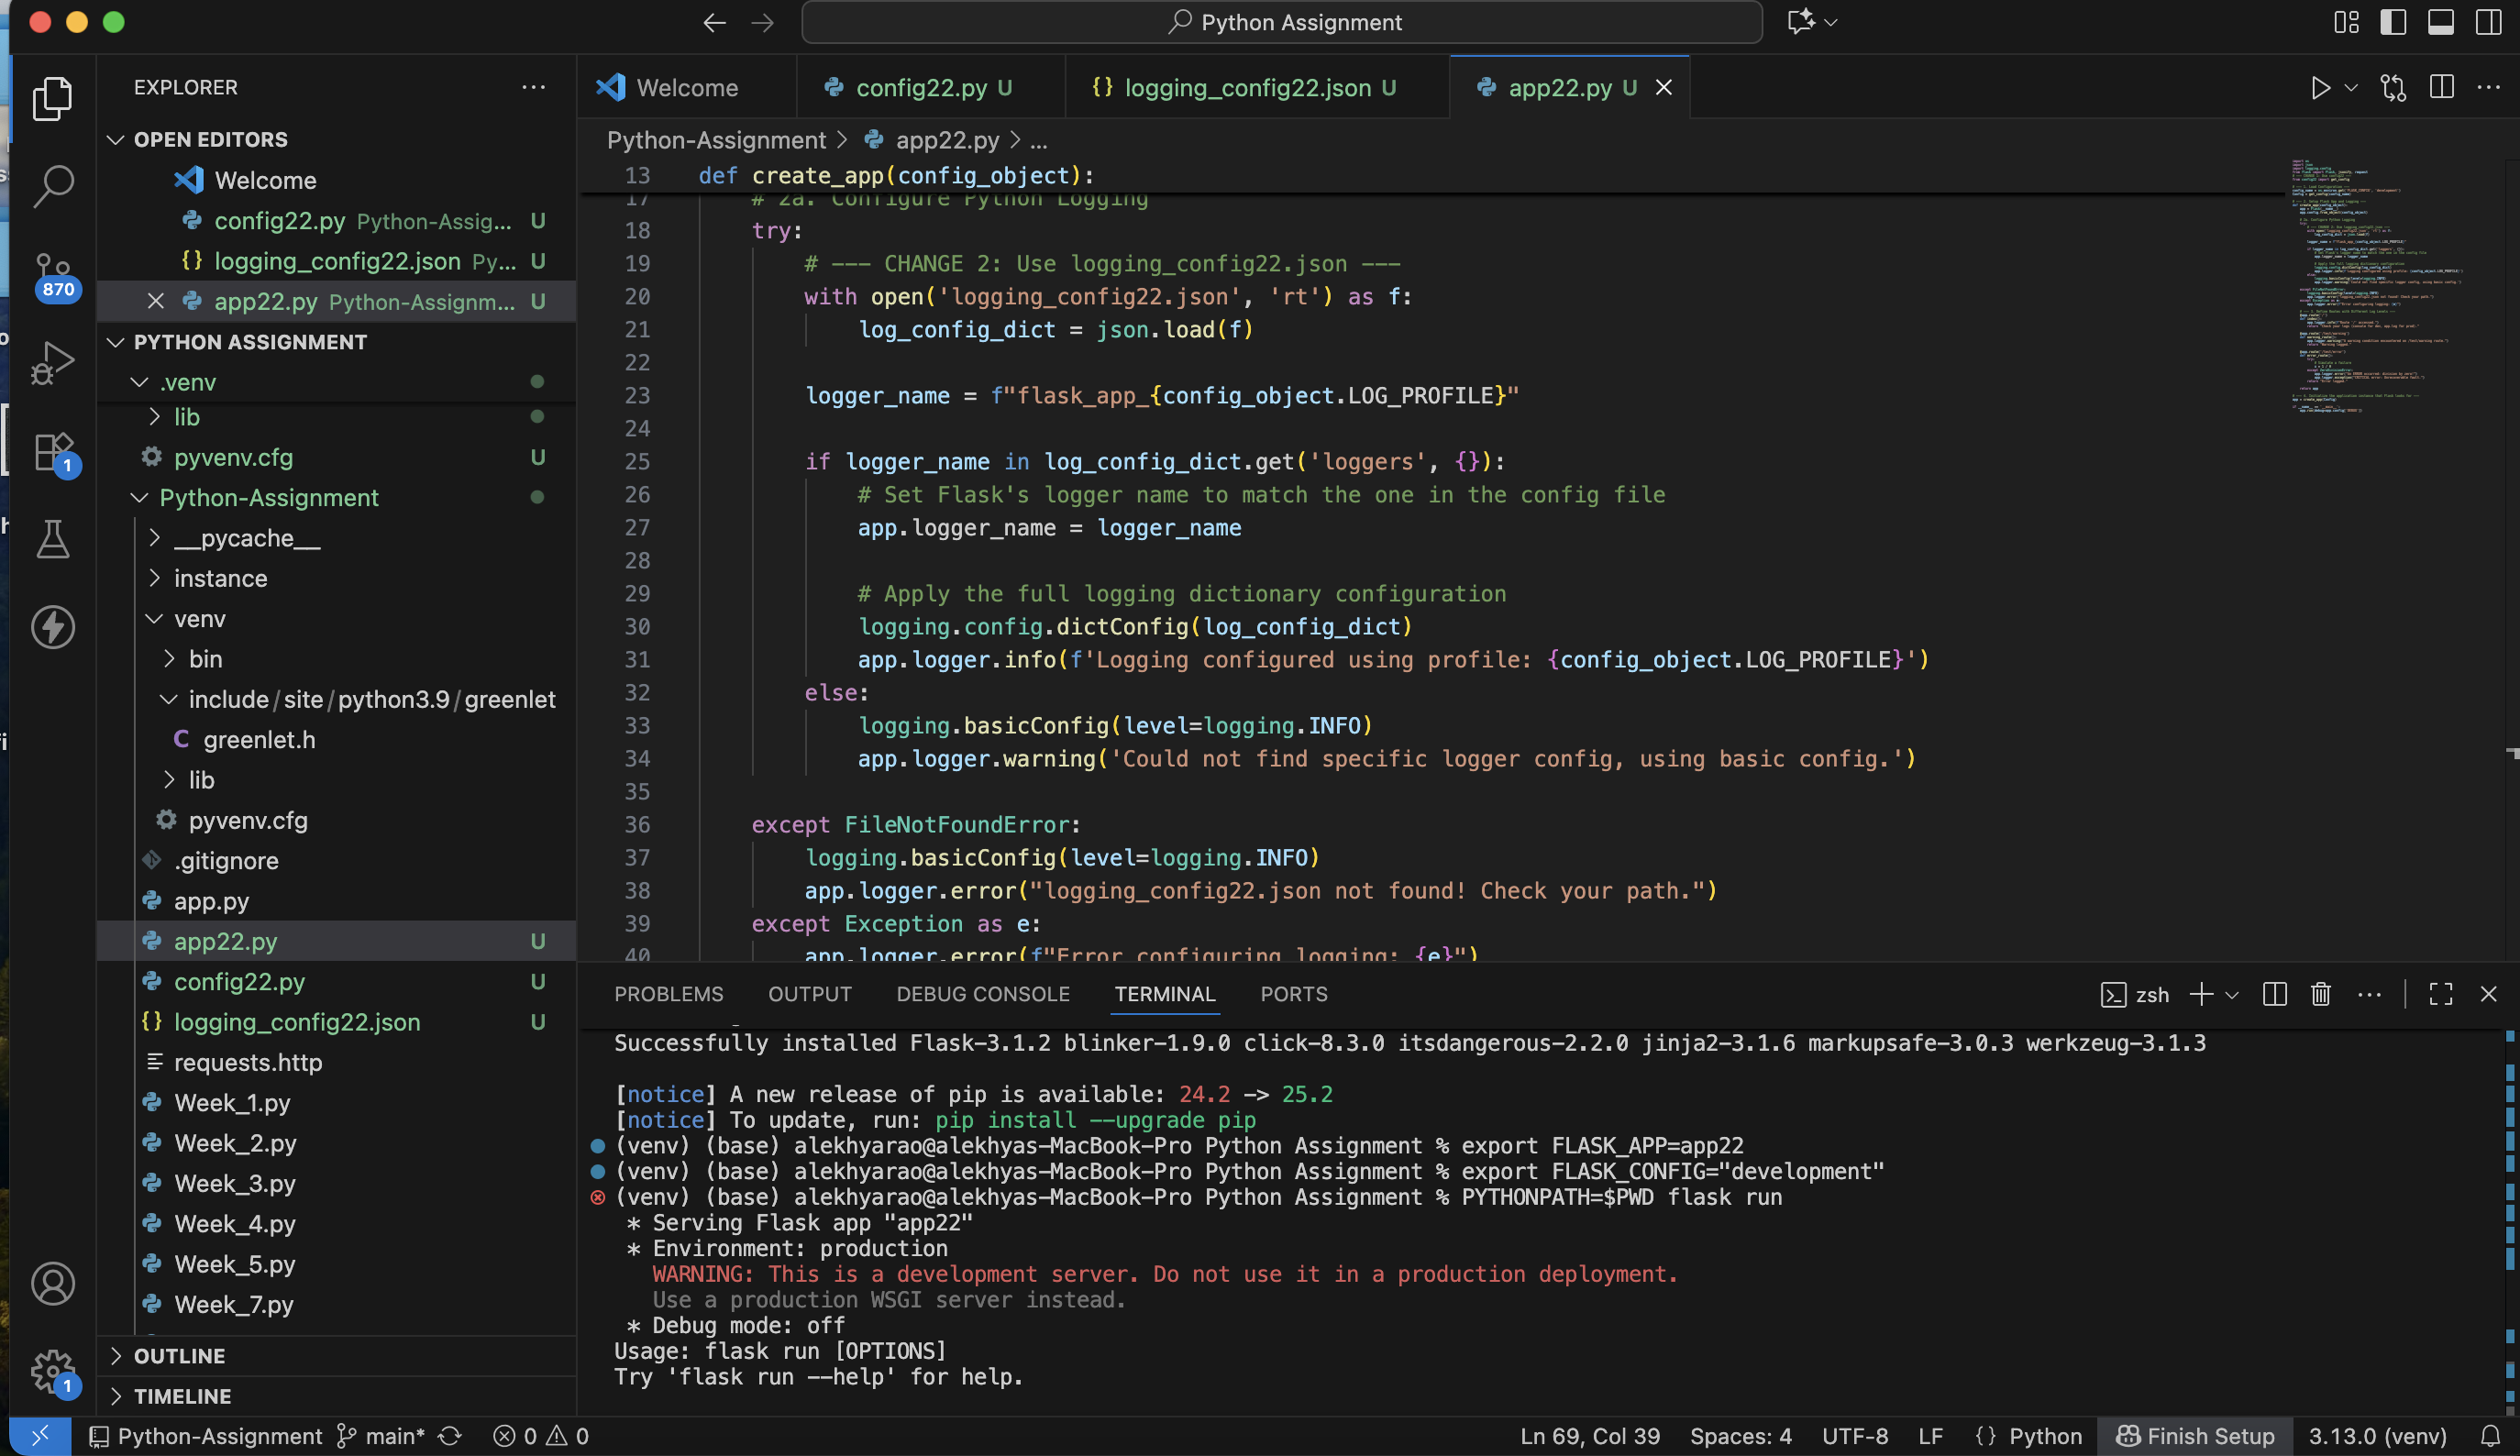 Python Assignment
EXPLORER
OPEN EDITORS
Welcome
config22.py Python-Assig... U
logging_config22.json Py... U
app22.py Python-Assignm... U
870
1
PYTHON ASSIGNMENT
.venv
lib
pyvenv.cfg U
Python-Assignment
__pycache__
instance
venv
bin
include/site/python3.9/greenlet
C greenlet.h
lib
pyvenv.cfg
.gitignore
app.py
app22.py U
config22.py U
{} logging_config22.json U
requests.http
Week_1.py
Week_2.py
Week_3.py
Week_4.py
Week_5.py
Week_7.py
OUTLINE
TIMELINE
1
Welcome
config22.py U
{} logging_config22.json U
app22.py U
Python-Assignment > app22.py > ...
13 def create_app(config_object):
17 # 2a. Configure Python Logging
18 try:
19 # --- CHANGE 2: Use logging_config22.json ---
20 with open('logging_config22.json', 'rt') as f:
21 log_config_dict = json.load(f)
22
23 logger_name = f"flask_app_{config_object.LOG_PROFILE}"
24
25 if logger_name in log_config_dict.get('loggers', {}):
26 # Set Flask's logger name to match the one in the config file
27 app.logger_name = logger_name
28
29 # Apply the full logging dictionary configuration
30 logging.config.dictConfig(log_config_dict)
31 app.logger.info(f'Logging configured using profile: {config_object.LOG_PROFILE}')
32 else:
33 logging.basicConfig(level=logging.INFO)
34 app.logger.warning('Could not find specific logger config, using basic config.')
35
36 except FileNotFoundError:
37 logging.basicConfig(level=logging.INFO)
38 app.logger.error("logging_config22.json not found! Check your path.")
39 except Exception as e:
40 app.logger.error(f"Error configuring logging: {e}")
PROBLEMS OUTPUT DEBUG CONSOLE TERMINAL PORTS
zsh
Successfully installed Flask-3.1.2 blinker-1.9.0 click-8.3.0 itsdangerous-2.2.0 jinja2-3.1.6 markupsafe-3.0.3 werkzeug-3.1.3
[notice] A new release of pip is available: 24.2 -> 25.2
[notice] To update, run: pip install --upgrade pip
(venv) (base) alekhyarao@alekhyas-MacBook-Pro Python Assignment % export FLASK_APP=app22
(venv) (base) alekhyarao@alekhyas-MacBook-Pro Python Assignment % export FLASK_CONFIG="development"
(venv) (base) alekhyarao@alekhyas-MacBook-Pro Python Assignment % PYTHONPATH=$PWD flask run
* Serving Flask app "app22"
* Environment: production
WARNING: This is a development server. Do not use it in a production deployment.
Use a production WSGI server instead.
* Debug mode: off
Usage: flask run [OPTIONS]
Try 'flask run --help' for help.
Python-Assignment main* 0 0
Ln 69, Col 39 Spaces: 4 UTF-8 LF {} Python Finish Setup 3.13.0 (venv)